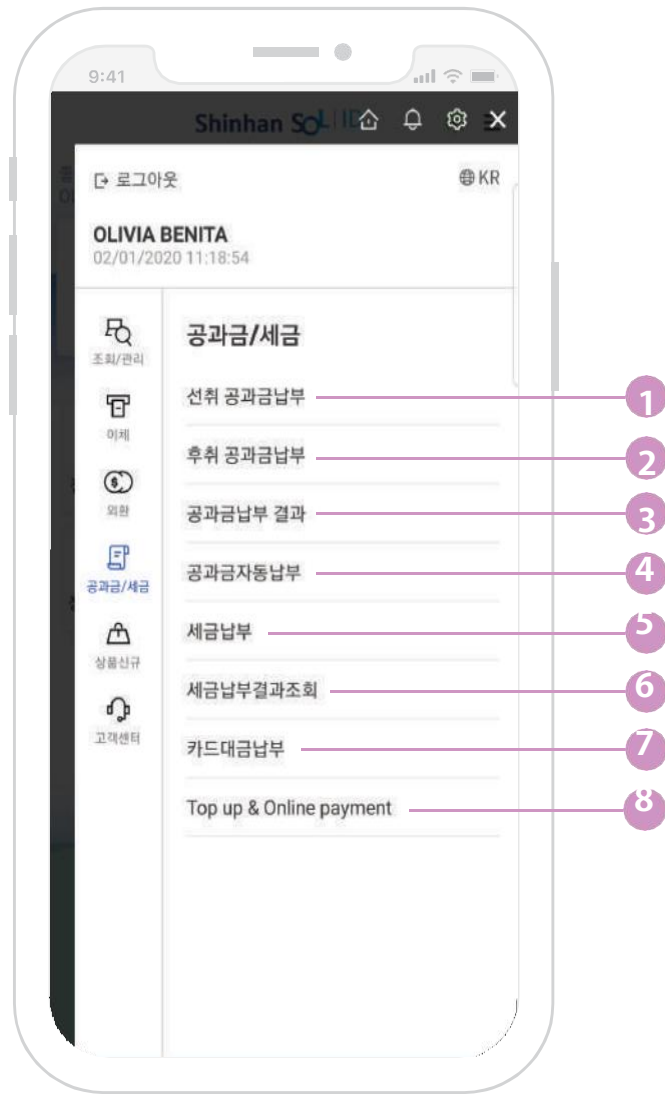 9:41
Shinhan SOL ID
로그아웃
KR
OLIVIA BENITA
02/01/2020 11:18:54
조회/관리
이체
외환
공과금/세금
상품신규
고객센터
공과금/세금
선취 공과금납부
1
후취 공과금납부
2
공과금납부 결과
3
공과금자동납부
4
세금납부
5
세금납부결과조회
6
카드대금납부
7
Top up & Online payment
8